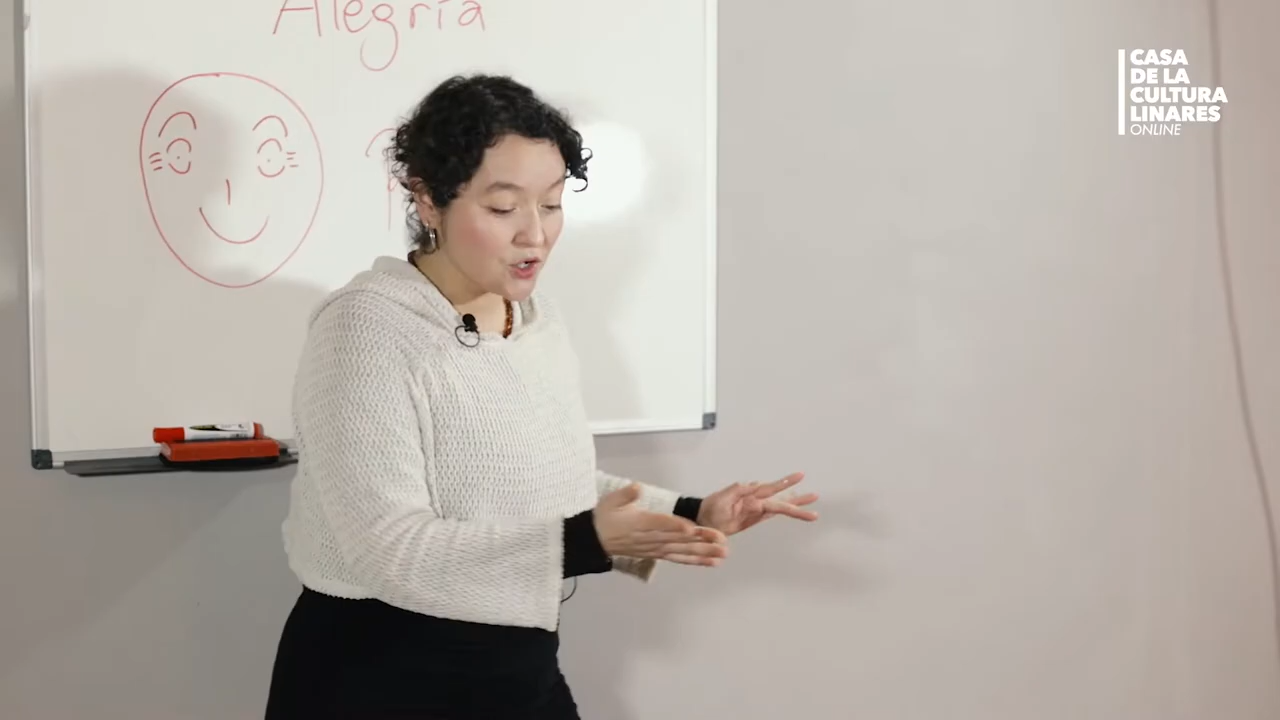 Alegría
CASA
DE LA
CULTURA
LINARES
ONLINE